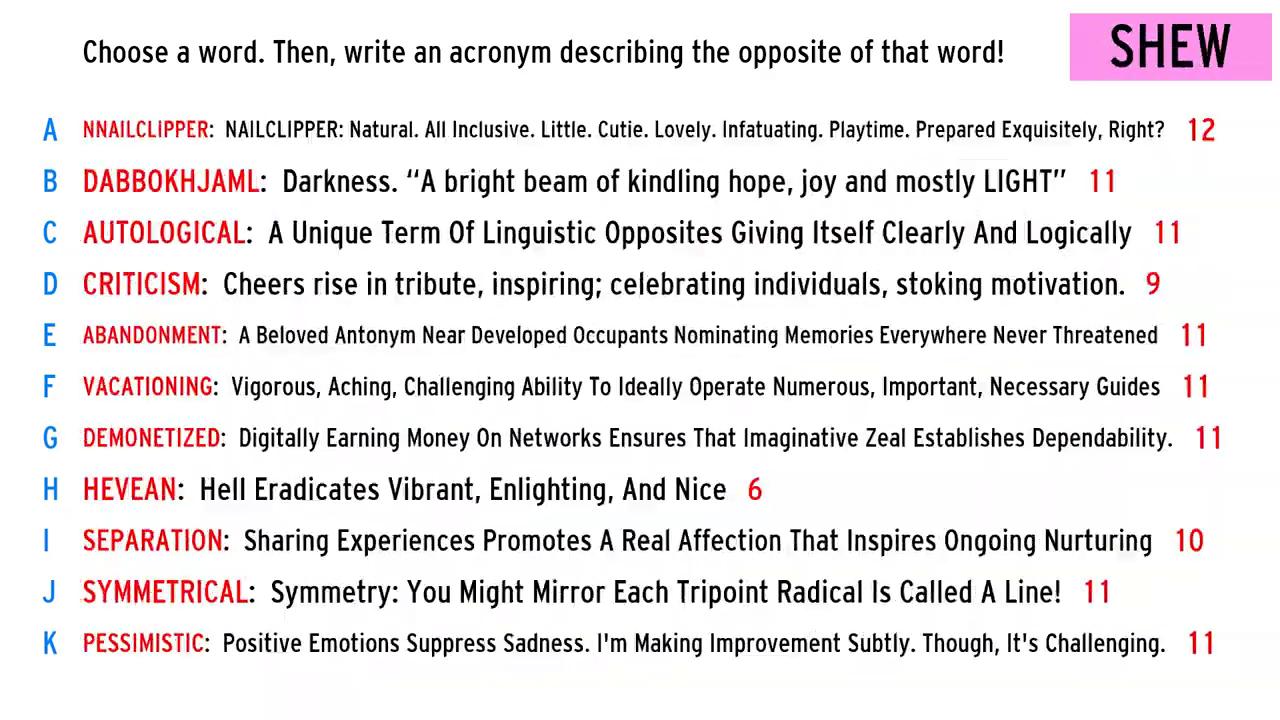 Choose a word. Then, write an acronym describing the opposite of that word!
SHEW
A NNAILCLIPPER: NAILCLIPPER: Natural. All Inclusive. Little. Cutie. Lovely. Infatuating. Playtime. Prepared Exquisitely, Right? 12
B DABBOKHJAML: Darkness. “A bright beam of kindling hope, joy and mostly LIGHT” 11
C AUTOLOGICAL: A Unique Term Of Linguistic Opposites Giving Itself Clearly And Logically 11
D CRITICISM: Cheers rise in tribute, inspiring; celebrating individuals, stoking motivation. 9
E ABANDONMENT: A Beloved Antonym Near Developed Occupants Nominating Memories Everywhere Never Threatened 11
F VACATIONING: Vigorous, Aching, Challenging Ability To Ideally Operate Numerous, Important, Necessary Guides 11
G DEMONETIZED: Digitally Earning Money On Networks Ensures That Imaginative Zeal Establishes Dependability. 11
H HEVEAN: Hell Eradicates Vibrant, Enlighting, And Nice 6
I SEPARATION: Sharing Experiences Promotes A Real Affection That Inspires Ongoing Nurturing 10
J SYMMETRICAL: Symmetry: You Might Mirror Each Tripoint Radical Is Called A Line! 11
K PESSIMISTIC: Positive Emotions Suppress Sadness. I'm Making Improvement Subtly. Though, It's Challenging. 11